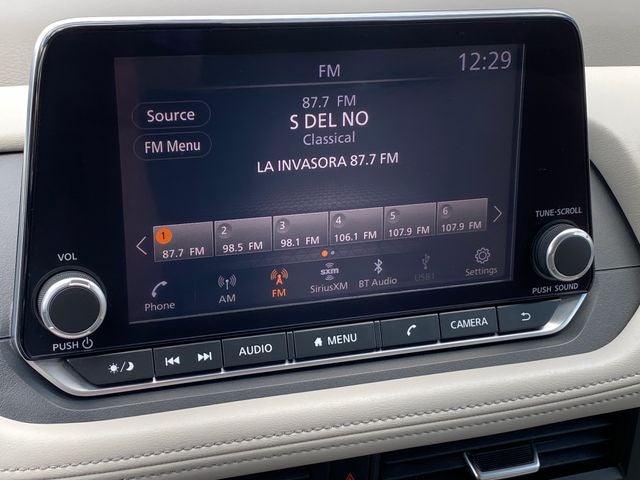 FM
12:29
Source
87.7 FM
S DEL NO
Classical
FM Menu
LA INVASORA 87.7 FM
1
87.7 FM
2
98.5 FM
3
98.1 FM
4
106.1 FM
5
107.9 FM
6
107.9 FM
Phone
AM
FM
sxm
SiriusXM
BT Audio
USB1
Settings
VOL
PUSH
TUNE•SCROLL
PUSH SOUND
AUDIO
MENU
CAMERA